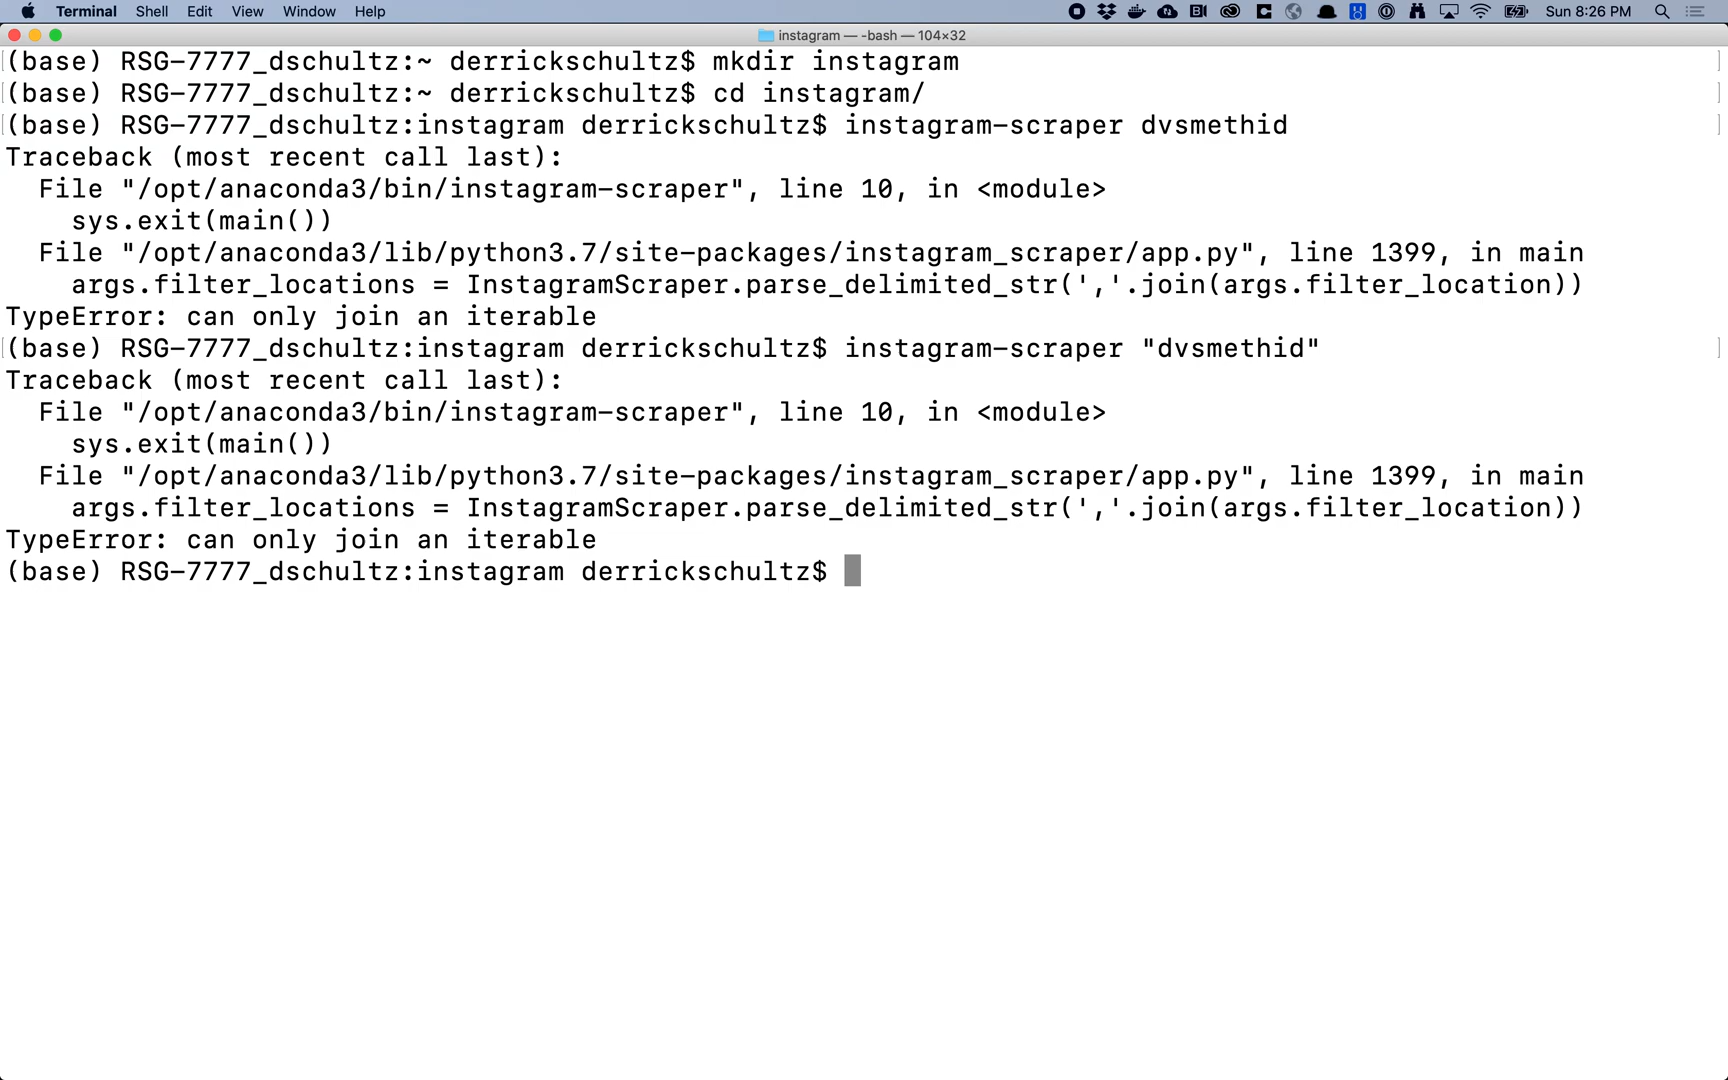 Terminal Shell Edit View Window Help Sun 8:26 PM
instagram — -bash — 104×32
(base) RSG-7777_dschultz:~ derrickschultz$ mkdir instagram
(base) RSG-7777_dschultz:~ derrickschultz$ cd instagram/
(base) RSG-7777_dschultz:instagram derrickschultz$ instagram-scraper dvsmethid
Traceback (most recent call last):
  File "/opt/anaconda3/bin/instagram-scraper", line 10, in <module>
    sys.exit(main())
  File "/opt/anaconda3/lib/python3.7/site-packages/instagram_scraper/app.py", line 1399, in main
    args.filter_locations = InstagramScraper.parse_delimited_str(','.join(args.filter_location))
TypeError: can only join an iterable
(base) RSG-7777_dschultz:instagram derrickschultz$ instagram-scraper "dvsmethid"
Traceback (most recent call last):
  File "/opt/anaconda3/bin/instagram-scraper", line 10, in <module>
    sys.exit(main())
  File "/opt/anaconda3/lib/python3.7/site-packages/instagram_scraper/app.py", line 1399, in main
    args.filter_locations = InstagramScraper.parse_delimited_str(','.join(args.filter_location))
TypeError: can only join an iterable
(base) RSG-7777_dschultz:instagram derrickschultz$